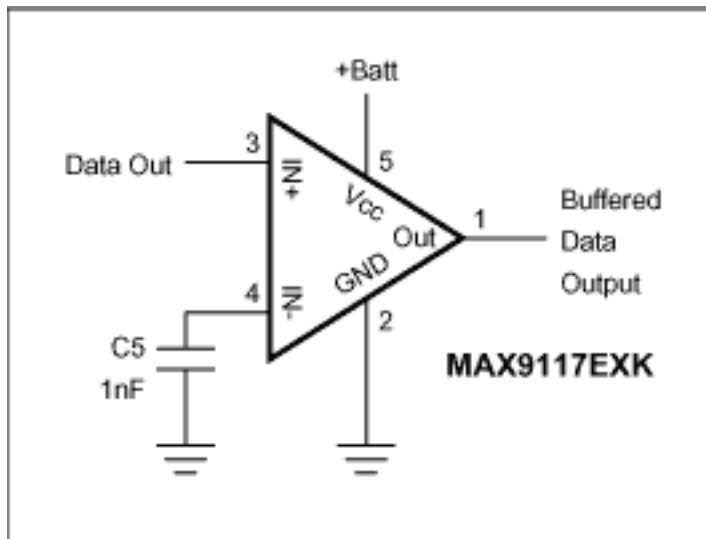 +Batt
3
Data Out
IN
+
5
Vcc
1
Out
Buffered
Data
Output
GND
4
IN
-
2
C5
1nF
MAX9117EXK